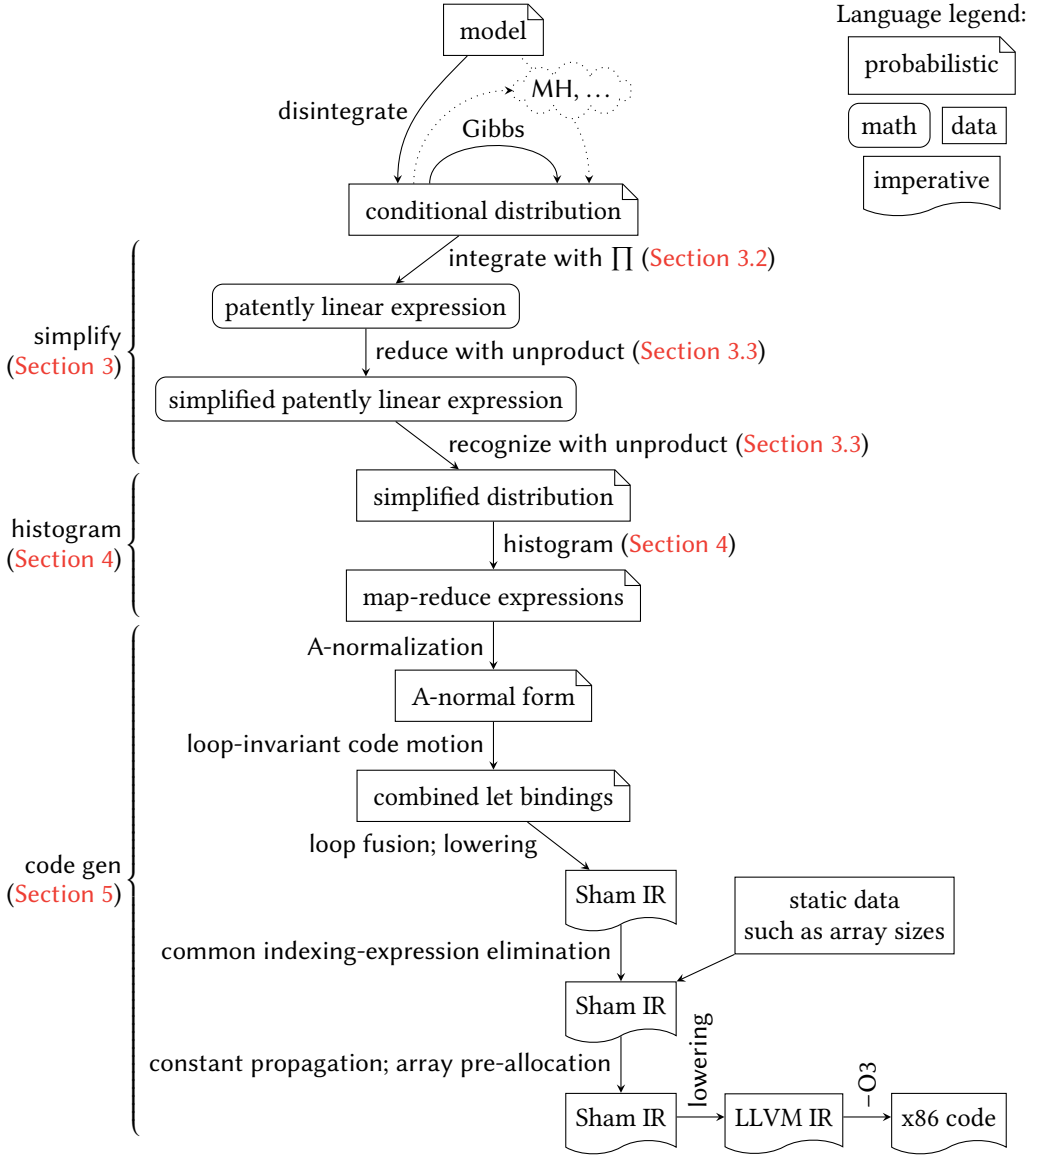 model
Language legend:
probabilistic
math
data
imperative
MH, …
disintegrate
Gibbs
conditional distribution
integrate with ∏ (Section 3.2)
patently linear expression
simplify
(Section 3)
reduce with unproduct (Section 3.3)
simplified patently linear expression
recognize with unproduct (Section 3.3)
simplified distribution
histogram
(Section 4)
histogram (Section 4)
map-reduce expressions
A-normalization
A-normal form
loop-invariant code motion
combined let bindings
loop fusion; lowering
code gen
(Section 5)
Sham IR
static data
such as array sizes
common indexing-expression elimination
Sham IR
constant propagation; array pre-allocation
lowering
–O3
Sham IR
LLVM IR
x86 code